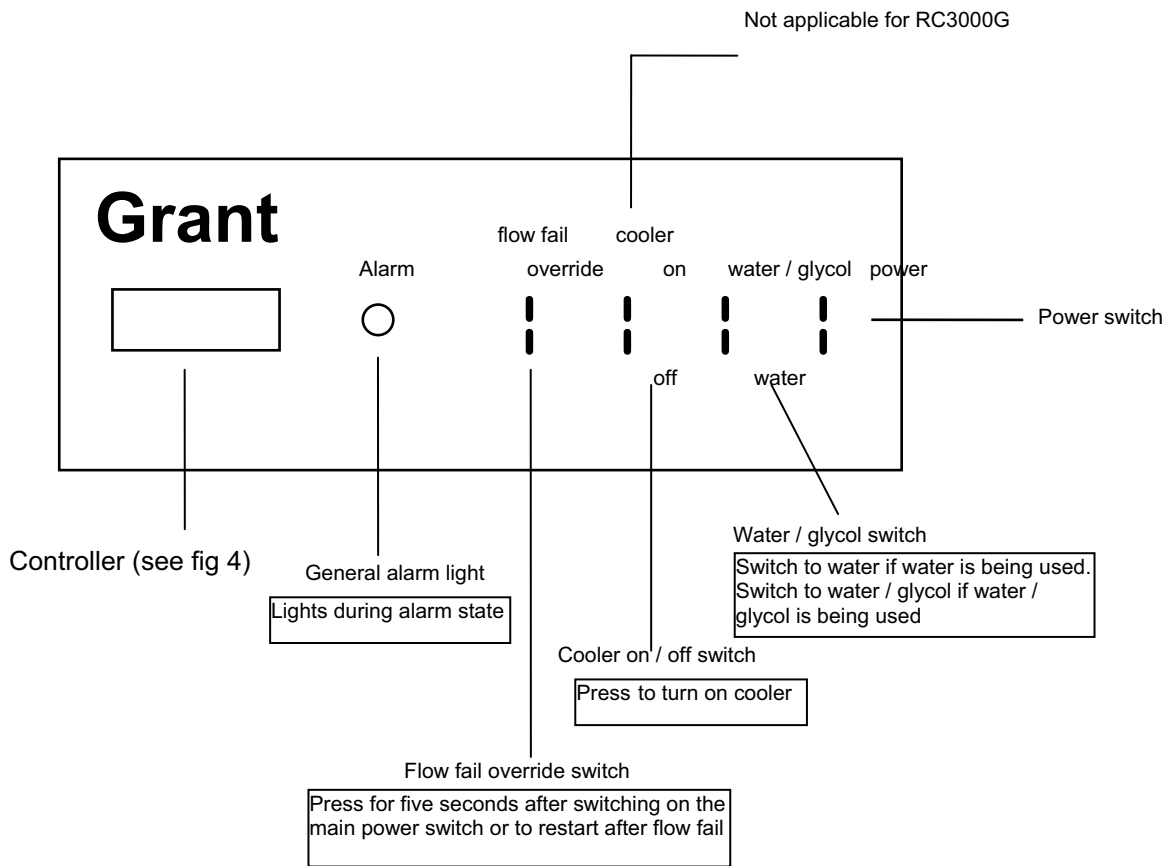 Not applicable for RC3000G
Grant
flow fail cooler
Alarm override on water / glycol power
Power switch
off water
Water / glycol switch
Switch to water if water is being used.
Switch to water / glycol if water /
glycol is being used
Controller (see fig 4)
General alarm light
Lights during alarm state
Cooler on / off switch
Press to turn on cooler
Flow fail override switch
Press for five seconds after switching on the
main power switch or to restart after flow fail